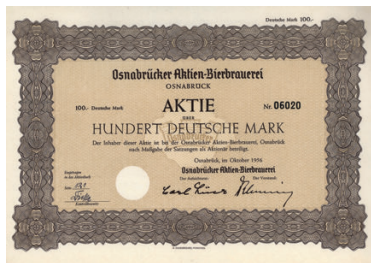 Deutsche Mark 100.-
Osnabrücker Aktien-Bierbrauerei
OSNABRÜCK
100.- Deutsche Mark
AKTIE
Nr. 06020
ÜBER
HUNDERT DEUTSCHE MARK
Der Inhaber dieser Aktie ist bei der Osnabrücker Aktien-Bierbrauerei, Osnabrück
nach Maßgabe der Satzungen als Aktionär beteiligt.
Osnabrück, im Oktober 1956
Osnabrücker Aktien-Bierbrauerei
Der Aufsichtsrat: Der Vorstand:
Eingetragen
in das Aktienbuch